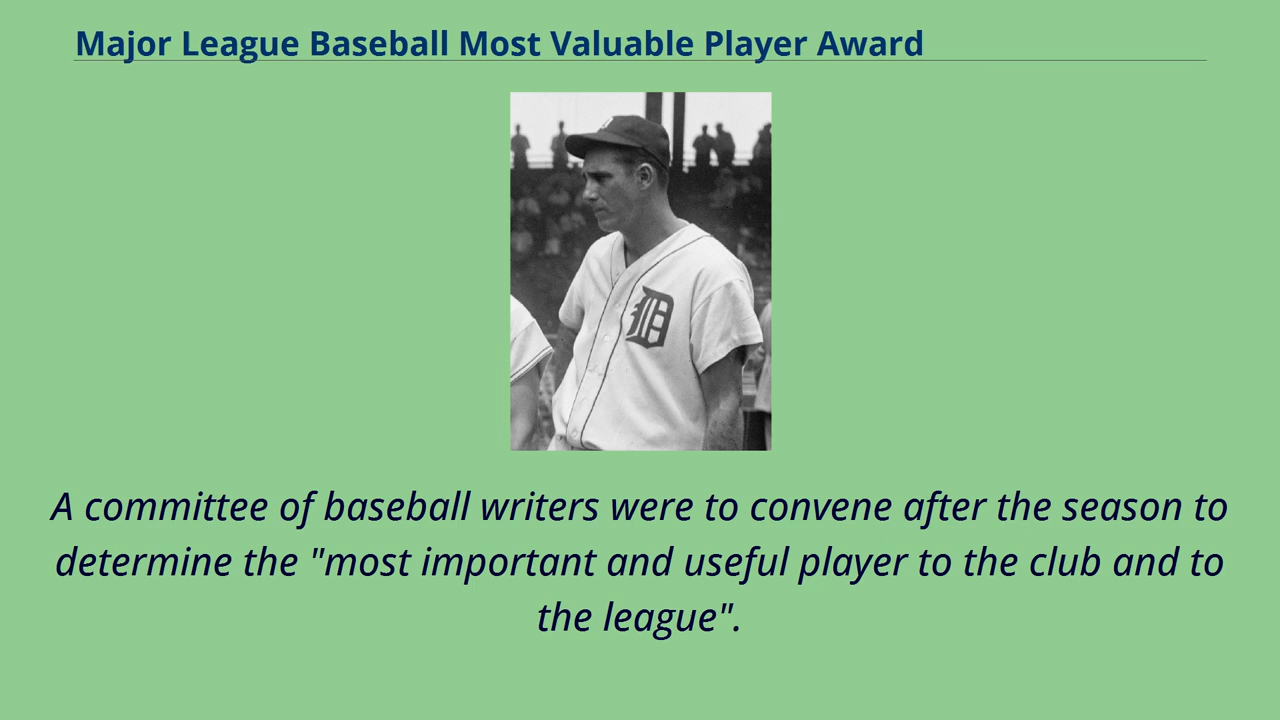 Major League Baseball Most Valuable Player Award
D
A committee of baseball writers were to convene after the season to
determine the "most important and useful player to the club and to
the league".